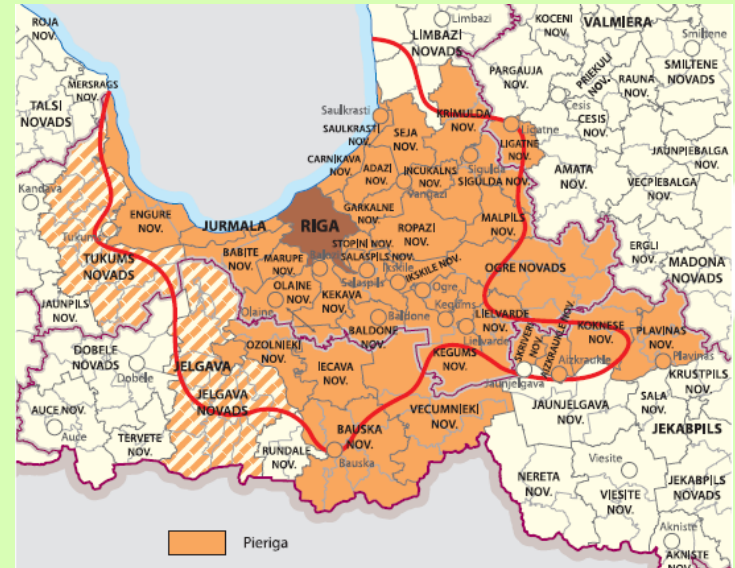 ROJA
NOV.
LIMBAZI
NOVADS
Limbazi
KOCENI
NOV.
VALMIERA
Smiltene
SMILTENE
NOVADS
PARGAUJA
NOV.
PRIEKULI
NOV.
RAUNA
NOV.
MERSRAGS
NOV.
TALSI
NOVADS
Saulkrasti
SAULKRASTI
NOV.
KRIMULDA
NOV.
Ligatne
LIGATNE
NOV.
Cesis
CESIS
NOV.
JAUNPIEBALGA
NOV.
SEJA
NOV.
CARNIKAVA
NOV.
ADAZI
NOV.
INCUKALNS
NOV.
Vangazi
Sigulda
SIGULDA NOV.
AMATA
NOV.
VECPIEBALGA
NOV.
Kandava
ENGURE
NOV.
JURMALA
RIGA
GARKALNE
NOV.
ROPAZI
NOV.
MALPILS
NOV.
ERGLI
NOV.
MADONA
NOVADS
Tukums
TUKUMS
NOVADS
BABITE
NOV.
MARUPE
NOV.
STOPINI NOV.
SALASPILS NOV.
Salaspils
Ikskile
IKSKILE NOV.
OGRE NOVADS
JAUNPILS
NOV.
OLAINE
NOV.
Olaine
KEKAVA
NOV.
Ogre
Kegums
BALDONE
NOV.
Baldone
LIELVARDE
NOV.
Lielvarde
SKRIVERI
NOV.
AIZKRAUKLE NOV.
Aizkraukle
KOKNESE
NOV.
PLAVINAS
NOV.
Plavinas
DOBELE
NOVADS
Dobele
JELGAVA
OZOLNIEKI
NOV.
IECAVA
NOV.
KEGUMS
NOV.
Jaunjelgava
JAUNJELGAVA
NOV.
KRUSTPILS
NOV.
SALA
NOV.
JEKABPILS
AUCE NOV.
Auce
TERVETE
NOV.
JELGAVA
NOVADS
RUNDALE
NOV.
BAUSKA
NOV.
Bauska
VECUMNIEKI
NOV.
NERETA
NOV.
Viesite
VIESITE
NOV.
JEKABPILS
NOVADS
Akniste
AKNISTE
NOV.
Pieriga